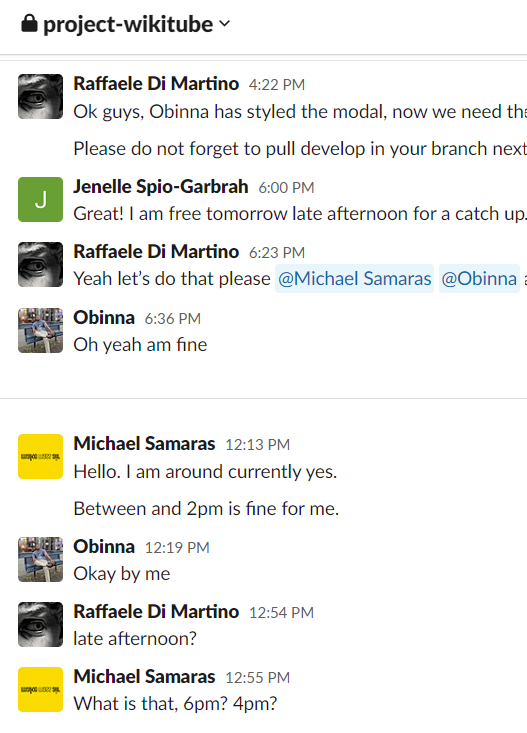 project-wikitube
Raffaele Di Martino 4:22 PM
Ok guys, Obinna has styled the modal, now we need the
Please do not forget to pull develop in your branch next
J
Jenelle Spio-Garbrah 6:00 PM
Great! I am free tomorrow late afternoon for a catch up.
Raffaele Di Martino 6:23 PM
Yeah let's do that please @Michael Samaras @Obinna a
Obinna 6:36 PM
Oh yeah am fine
Michael Samaras 12:13 PM
Hello. I am around currently yes.
Between and 2pm is fine for me.
Obinna 12:19 PM
Okay by me
Raffaele Di Martino 12:54 PM
late afternoon?
Michael Samaras 12:55 PM
What is that, 6pm? 4pm?